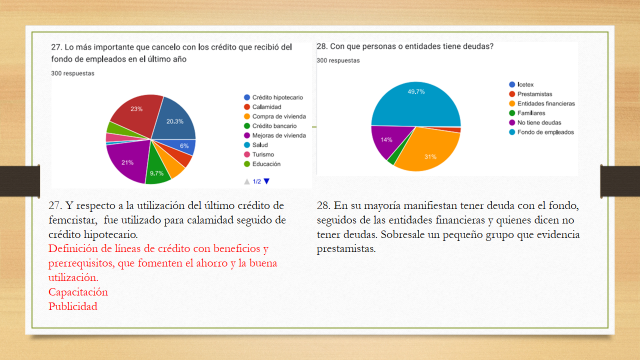 27. Lo más importante que cancelo con los crédito que recibió del
fondo de empleados en el último año
300 respuestas
23%
20,3%
6%
9,7%
21%
Crédito hipotecario
Calamidad
Compra de vivienda
Crédito bancario
Mejoras de vivienda
Salud
Turismo
Educación
1/2
28. Con que personas o entidades tiene deudas?
300 respuestas
49,7%
14%
31%
Icetex
Prestamistas
Entidades financieras
Familiares
No tiene deudas
Fondo de empleados
27. Y respecto a la utilización del último crédito de
femcristar, fue utilizado para calamidad seguido de
crédito hipotecario.
Definición de líneas de crédito con beneficios y
prerrequisitos, que fomenten el ahorro y la buena
utilización.
Capacitación
Publicidad
28. En su mayoría manifiestan tener deuda con el fondo,
seguidos de las entidades financieras y quienes dicen no
tener deudas. Sobresale un pequeño grupo que evidencia
prestamistas.